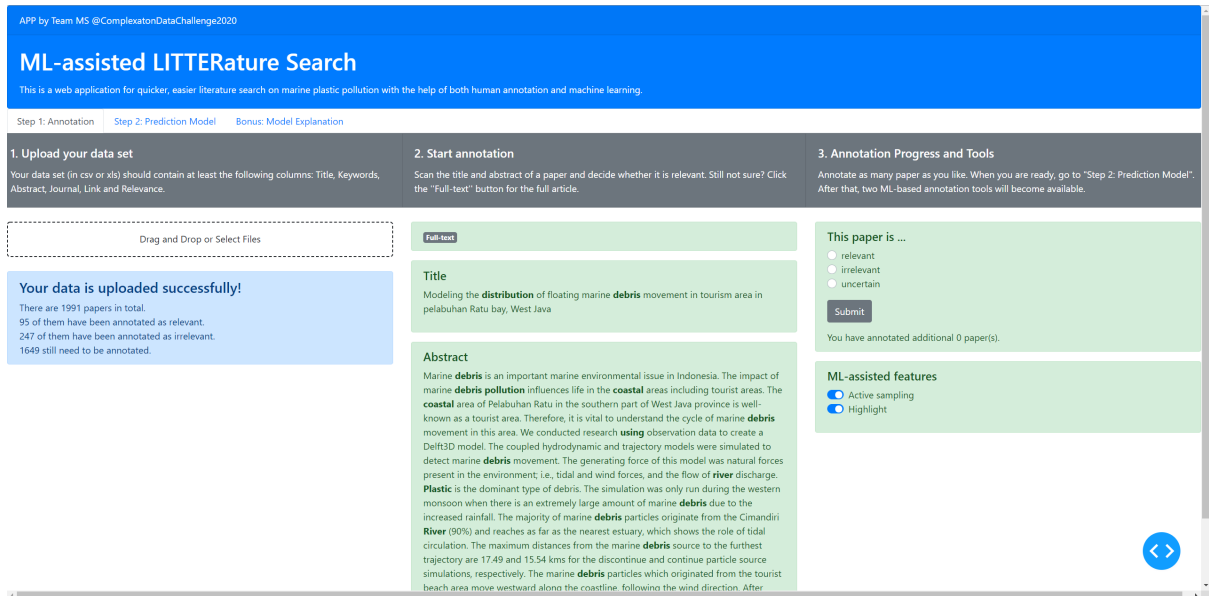 APP by Team MS @ComplexatonDataChallenge2020
ML-assisted LITTERature Search
This is a web application for quicker, easier literature search on marine plastic pollution with the help of both human annotation and machine learning.
Step 1: Annotation
Step 2: Prediction Model
Bonus: Model Explanation
1. Upload your data set
Your data set (in csv or xls) should contain at least the following columns: Title, Keywords,
Abstract, Journal, Link and Relevance.
2. Start annotation
Scan the title and abstract of a paper and decide whether it is relevant. Still not sure? Click
the "Full-text" button for the full article.
3. Annotation Progress and Tools
Annotate as many paper as you like. When you are ready, go to "Step 2: Prediction Model".
After that, two ML-based annotation tools will become available.
Drag and Drop or Select Files
Your data is uploaded successfully!
There are 1991 papers in total.
95 of them have been annotated as relevant.
247 of them have been annotated as irrelevant.
1649 still need to be annotated.
Full-text
Title
Modeling the distribution of floating marine debris movement in tourism area in
pelabuhan Ratu bay, West Java
Abstract
Marine debris is an important marine environmental issue in Indonesia. The impact of
marine debris pollution influences life in the coastal areas including tourist areas. The
coastal area of Pelabuhan Ratu in the southern part of West Java province is well-
known as a tourist area. Therefore, it is vital to understand the cycle of marine debris
movement in this area. We conducted research using observation data to create a
Delft3D model. The coupled hydrodynamic and trajectory models were simulated to
detect marine debris movement. The generating force of this model was natural forces
present in the environment; i.e., tidal and wind forces, and the flow of river discharge.
Plastic is the dominant type of debris. The simulation was only run during the western
monsoon when there is an extremely large amount of marine debris due to the
increased rainfall. The majority of marine debris particles originate from the Cimandiri
River (90%) and reaches as far as the nearest estuary, which shows the role of tidal
circulation. The maximum distances from the marine debris source to the furthest
trajectory are 17.49 and 15.54 kms for the discontinue and continue particle source
simulations, respectively. The marine debris particles which originated from the tourist
beach area move westward along the coastline, following the wind direction. After
This paper is ...
relevant
irrelevant
uncertain
Submit
You have annotated additional 0 paper(s).
ML-assisted features
Active sampling
Highlight